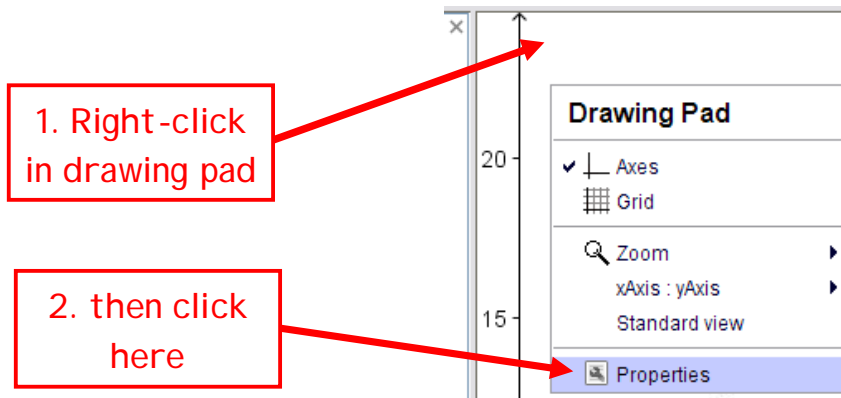 1. Right-click
in drawing pad
Drawing Pad
20
Axes
Grid
Zoom
xAxis : yAxis
2. then click
here
15
Standard view
Properties